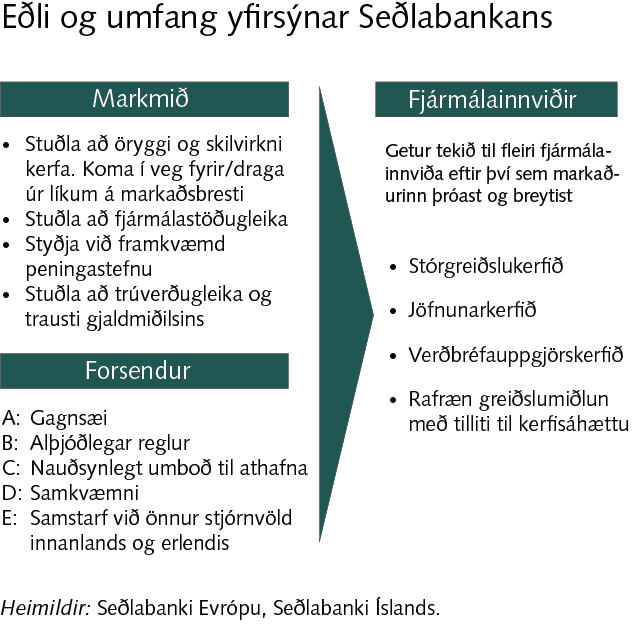 Eðli og umfang yfirsýnar Seðlabankans
Markmið
• Stuðla að öryggi og skilvirkni
kerfa. Koma í veg fyrir/draga
úr líkum á markaðsbresti
• Stuðla að fjármálastöðugleika
• Styðja við framkvæmd
peningastefnu
• Stuðla að trúverðugleika og
trausti gjaldmiðilsins
Forsendur
A: Gagnsæi
B: Alþjóðlegar reglur
C: Nauðsynlegt umboð til athafna
D: Samkvæmni
E: Samstarf við önnur stjórnvöld
innanlands og erlendis
Fjármálainnviðir
Getur tekið til fleiri fjármála-
innviða eftir því sem markað-
urinn þróast og breytist
• Stórgreiðslukerfið
• Jöfnunarkerfið
• Verðbréfauppgjörskerfið
• Rafræn greiðslumiðlun
með tilliti til kerfisáhættu
Heimildir: Seðlabanki Evrópu, Seðlabanki Íslands.